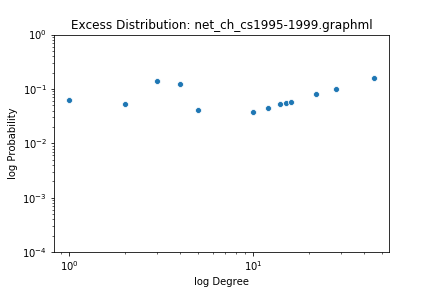 Excess Distribution: net_ch_cs1995-1999.graphml
10⁰
10⁻¹
10⁻²
10⁻³
10⁻⁴
log Probability
10⁰ 10¹
log Degree